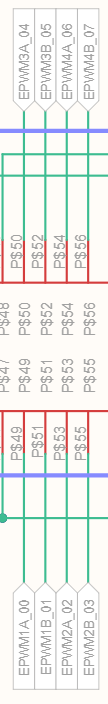 EPWM3A_04
EPWM3B_05
EPWM4A_06
EPWM4B_07
P$50
P$52
P$54
P$56
P$48
P$50
P$52
P$54
P$56
P$47
P$49
P$51
P$53
P$55
P$49
P$51
P$53
P$55
EPWM1A_00
EPWM1B_01
EPWM2A_02
EPWM2B_03